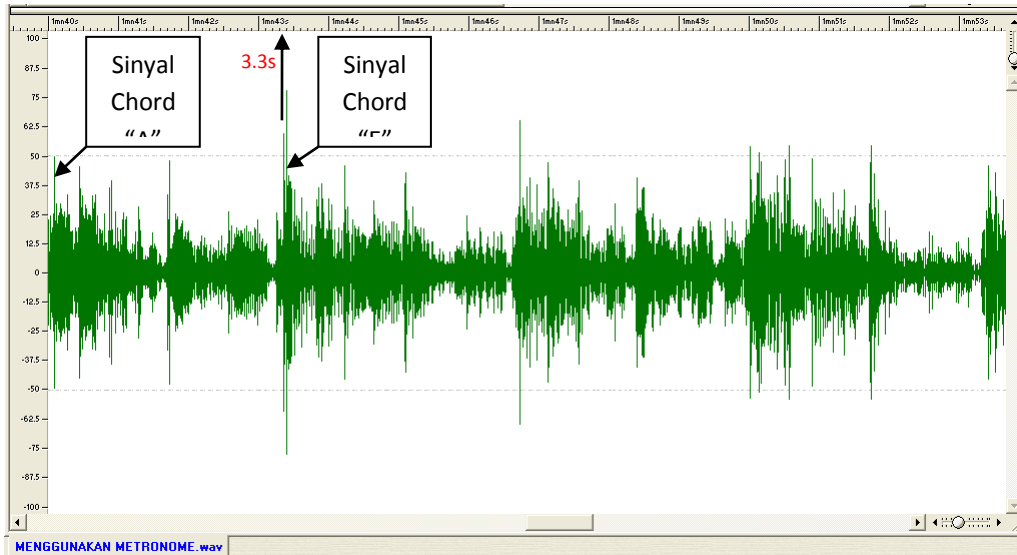 1mn40s 1mn41s 1mn42s 1mn43s 1mn44s 1mn45s 1mn46s 1mn47s 1mn48s 1mn49s 1mn50s 1mn51s 1mn52s 1mn53s
100
87.5
75
62.5
50
37.5
25
12.5
0
-12.5
-25
-37.5
-50
-62.5
-75
-87.5
-100
Sinyal
Chord
3.3s
Sinyal
Chord
MENGGUNAKAN METRONOME.wav